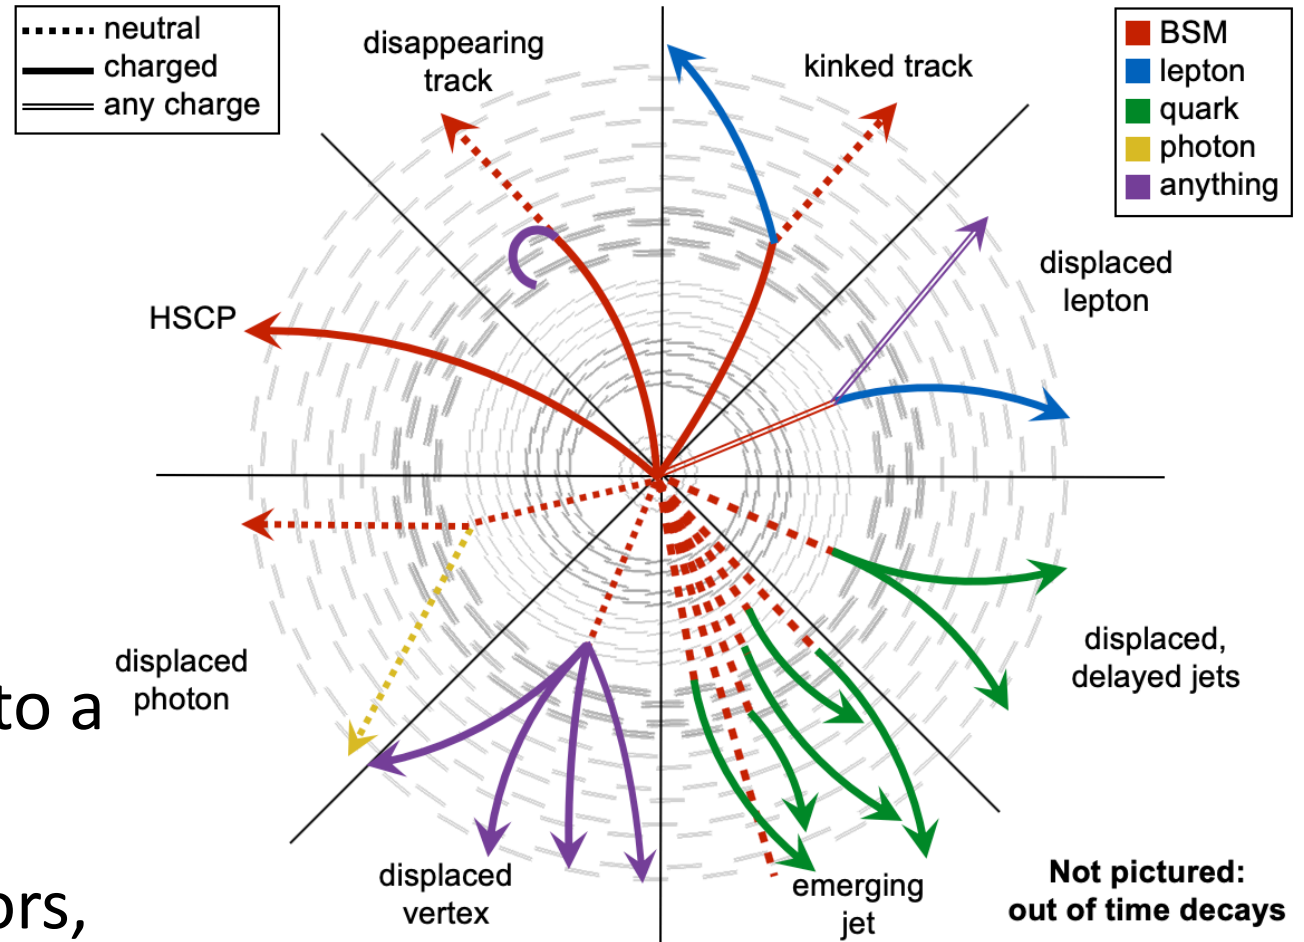 neutral
charged
any charge
disappearing
track
kinked track
BSM
lepton
quark
photon
anything
displaced
lepton
HSCP
displaced
photon
to a
displaced,
delayed jets
displaced
vertex
ors,
emerging
jet
Not pictured:
out of time decays